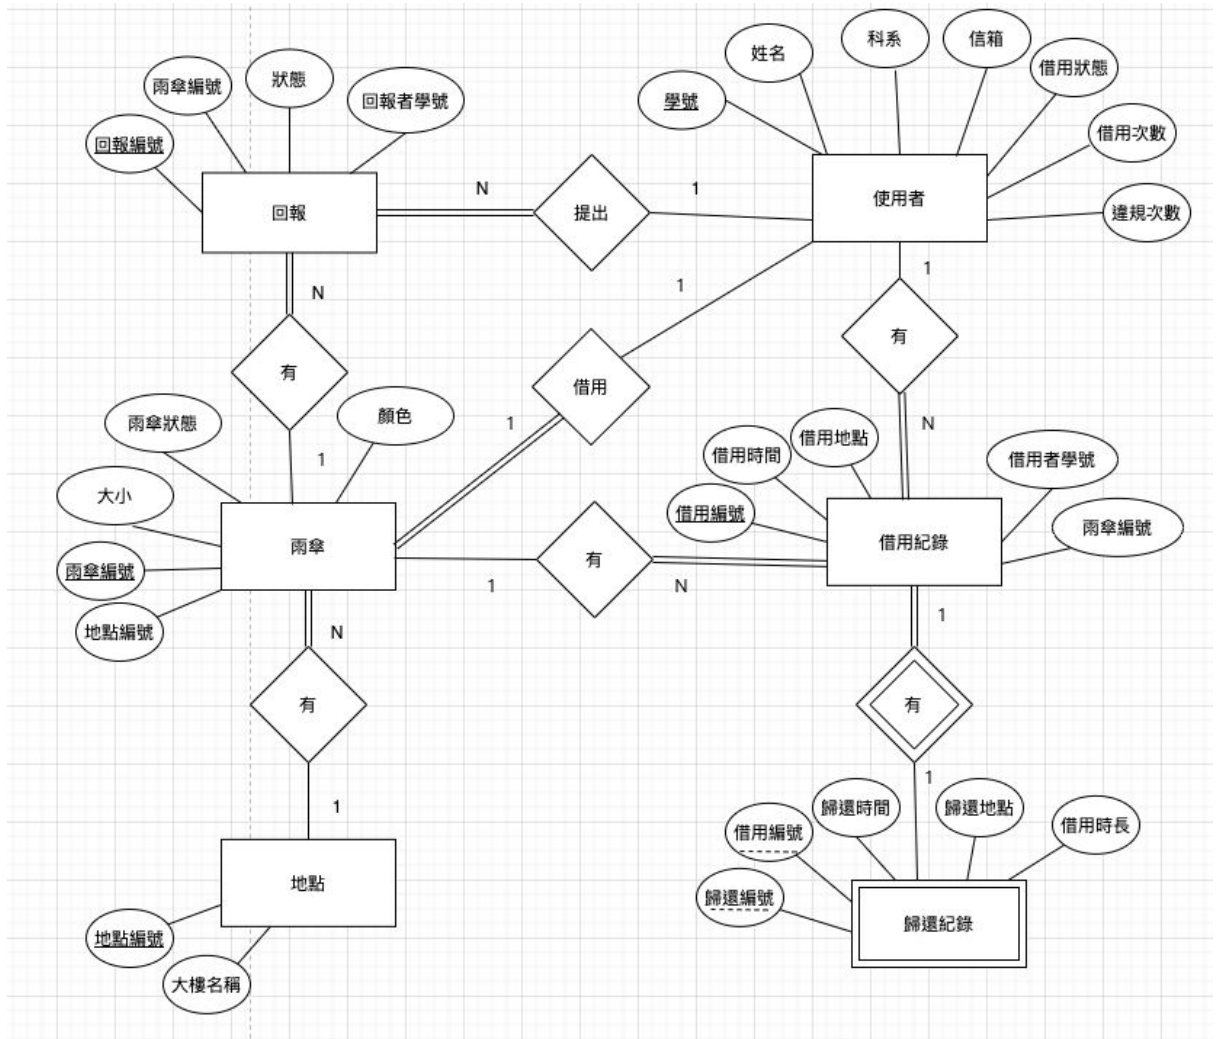 姓名
科系
信箱
借用狀態
學號
借用次數
違規次數
使用者
雨傘編號
狀態
回報者學號
回報編號
回報
N
提出
1
N
有
1
1
借用
1
1
有
N
雨傘狀態
顏色
大小
雨傘編號
地點編號
雨傘
1
有
N
借用時間
借用地點
借用編號
借用者學號
雨傘編號
借用紀錄
N
有
1
地點
地點編號
大樓名稱
1
有
1
借用編號
歸還時間
歸還地點
借用時長
歸還編號
歸還紀錄